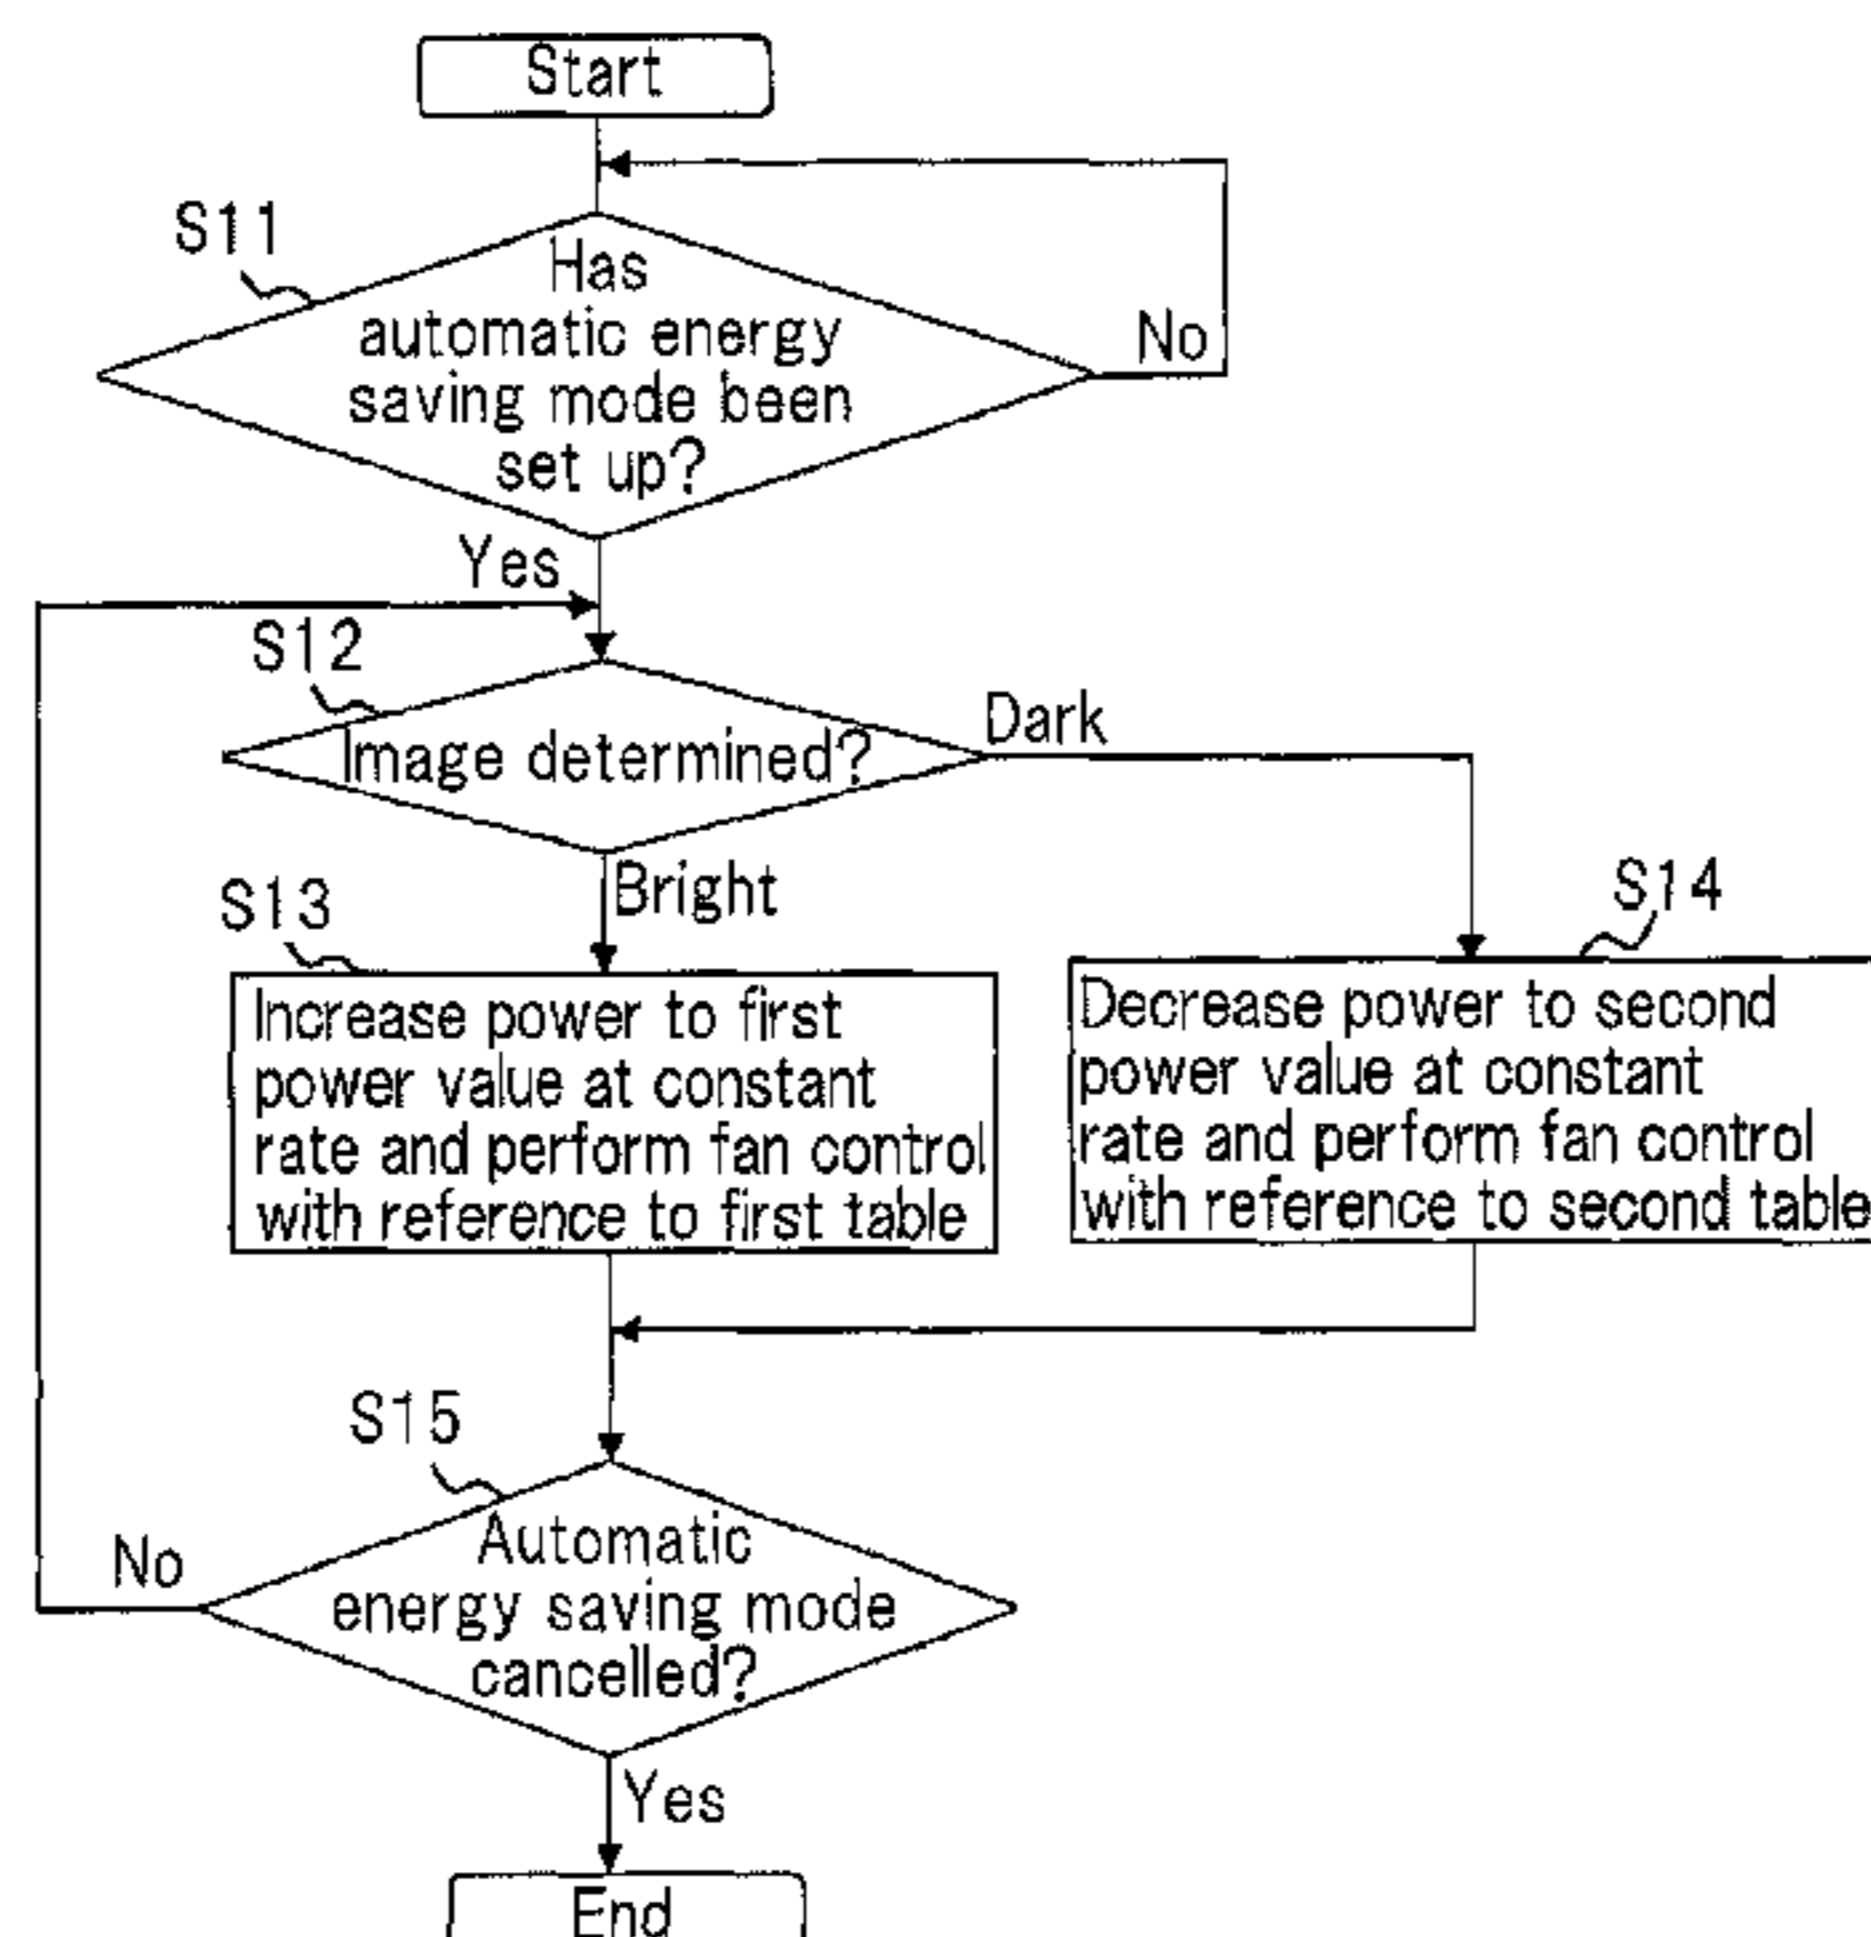 Start
S11
Has
automatic energy
saving mode been
set up?
No
Yes
S12
Image determined?
Dark
Bright
S13
S14
Increase power to first
power value at constant
rate and perform fan control
with reference to first table
Decrease power to second
power value at constant
rate and perform fan control
with reference to second table
S15
No
Automatic
energy saving mode
cancelled?
Yes
End